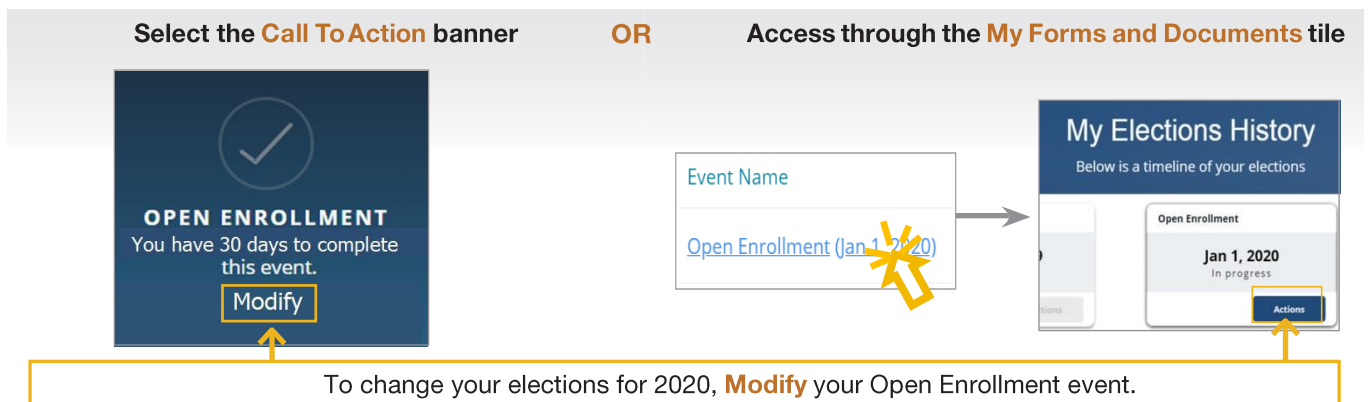 Select the Call To Action banner
OR
Access through the My Forms and Documents tile
OPEN ENROLLMENT
You have 30 days to complete
this event.
Modify
Event Name
Open Enrollment (Jan 1, 2020)
My Elections History
Below is a timeline of your elections
Open Enrollment
Jan 1, 2020
In progress
Actions
To change your elections for 2020, Modify your Open Enrollment event.